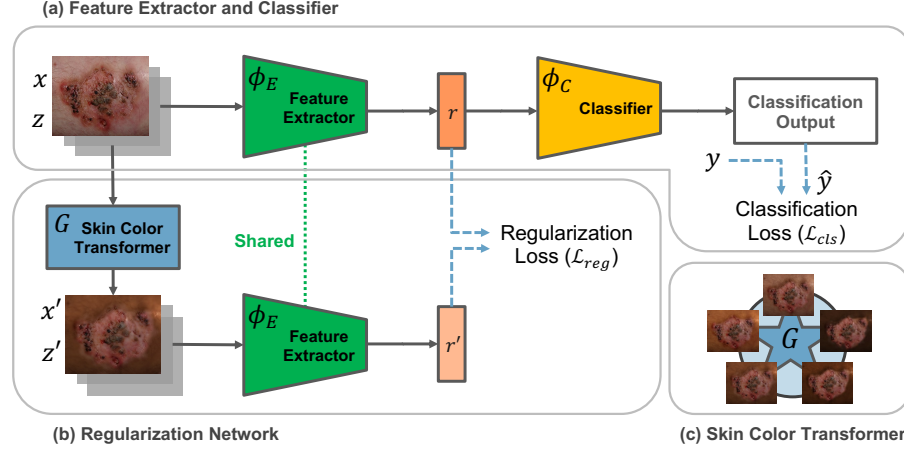 (a) Feature Extractor and Classifier
x
z
ϕ_E
Feature
Extractor
r
ϕ_C
Classifier
Classification
Output
y
ŷ
Classification
Loss (ℒ_cls)
G Skin Color
Transformer
Shared
Regularization
Loss (ℒ_reg)
x′
z′
ϕ_E
Feature
Extractor
r′
G
(b) Regularization Network
(c) Skin Color Transformer